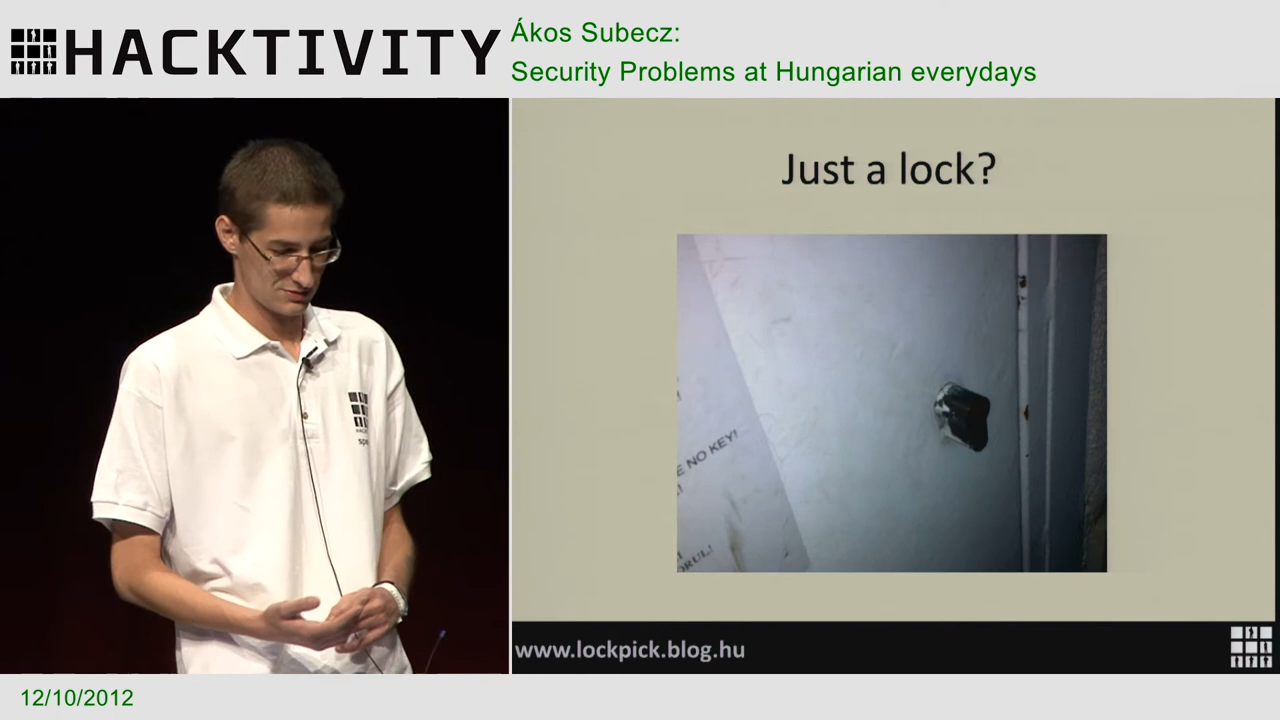 HACKTIVITY
Ákos Subecz:
Security Problems at Hungarian everydays
Just a lock?
NO KEY!
www.lockpick.blog.hu
12/10/2012